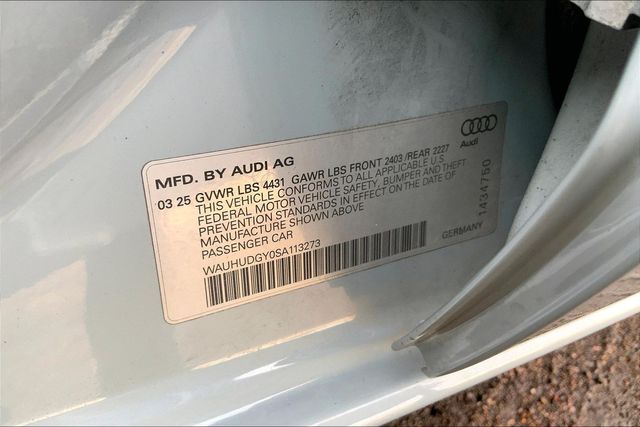 MFD. BY AUDI AG
Audi
03 25 GVWR LBS 4431 GAWR LBS FRONT 2403 /REAR 2227
THIS VEHICLE CONFORMS TO ALL APPLICABLE U.S
FEDERAL MOTOR VEHICLE SAFETY, BUMPER AND THEFT
PREVENTION STANDARDS IN EFFECT ON THE DATE OF
MANUFACTURE SHOWN ABOVE
PASSENGER CAR
WAUHUDGY0SA113273
GERMANY
1434750